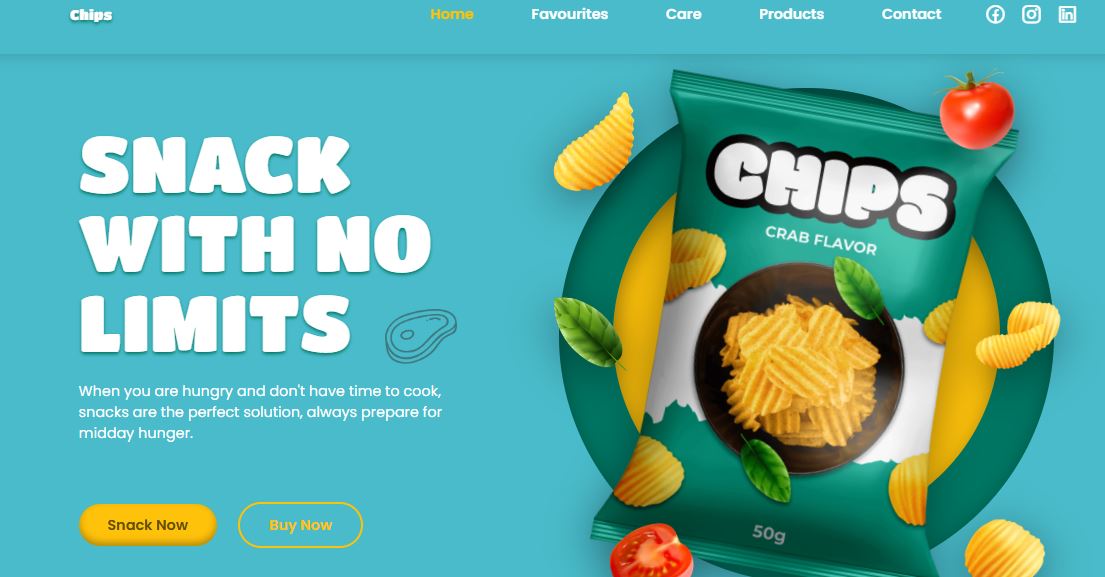 Chips
Home
Favourites
Care
Products
Contact
SNACK
WITH NO
LIMITS
When you are hungry and don't have time to cook,
snacks are the perfect solution, always prepare for
midday hunger.
Snack Now
Buy Now
CHIPS
CRAB FLAVOR
50g